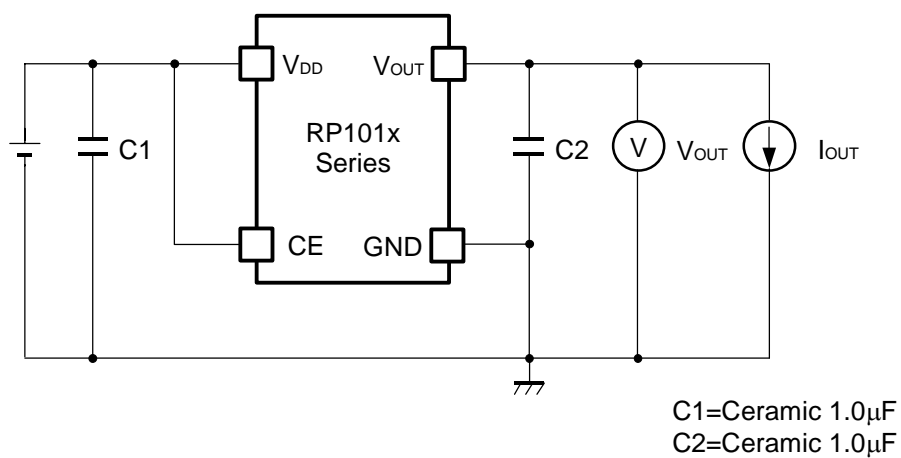 VDD
VOUT
RP101x
Series
C1
C2
V
VOUT
IOUT
CE
GND
C1=Ceramic 1.0μF
C2=Ceramic 1.0μF